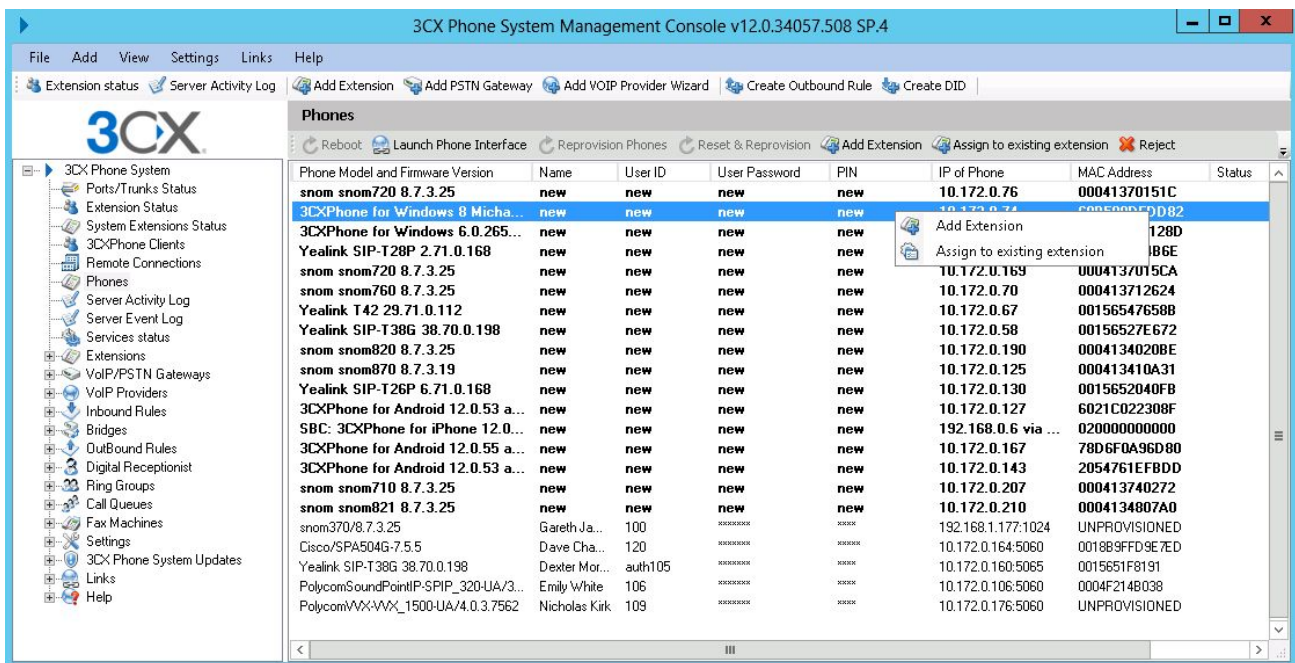 3CX Phone System Management Console v12.0.34057.508 SP.4
File Add View Settings Links Help
Extension status Server Activity Log Add Extension Add PSTN Gateway Add VOIP Provider Wizard Create Outbound Rule Create DID
3CX
Phones
Reboot Launch Phone Interface Reprovision Phones Reset & Reprovision Add Extension Assign to existing extension Reject
3CX Phone System
Ports/Trunks Status
Extension Status
System Extensions Status
3CXPhone Clients
Remote Connections
Phones
Server Activity Log
Server Event Log
Services status
Extensions
VoIP/PSTN Gateways
VoIP Providers
Inbound Rules
Bridges
OutBound Rules
Digital Receptionist
Ring Groups
Call Queues
Fax Machines
Settings
3CX Phone System Updates
Links
Help
Phone Model and Firmware Version Name User ID User Password PIN IP of Phone MAC Address Status
snom snom720 8.7.3.25 new new new new 10.172.0.76 00041370151C
3CXPhone for Windows 8 Micha... new new new new
3CXPhone for Windows 6.0.265... new new new new 128D
Yealink SIP-T28P 2.71.0.168 new new new new
snom snom720 8.7.3.25 new new new new 10.172.0.169 0004137015CA
snom snom760 8.7.3.25 new new new new 10.172.0.70 000413712624
Yealink T42 29.71.0.112 new new new new 10.172.0.67 00156547658B
Yealink SIP-T38G 38.70.0.198 new new new new 10.172.0.58 00156527E672
snom snom820 8.7.3.25 new new new new 10.172.0.190 0004134020BE
snom snom870 8.7.3.19 new new new new 10.172.0.125 000413410A31
Yealink SIP-T26P 6.71.0.168 new new new new 10.172.0.130 0015652040FB
3CXPhone for Android 12.0.53 a... new new new new 10.172.0.127 6021C022308F
SBC: 3CXPhone for iPhone 12.0... new new new new 192.168.0.6 via ... 020000000000
3CXPhone for Android 12.0.55 a... new new new new 10.172.0.167 78D6F0A96D80
3CXPhone for Android 12.0.53 a... new new new new 10.172.0.143 2054761EFBDD
snom snom710 8.7.3.25 new new new new 10.172.0.207 000413740272
snom snom821 8.7.3.25 new new new new 10.172.0.210 0004134807A0
snom370/8.7.3.25 Gareth Ja... 100 ******* **** 192.168.1.177:1024 UNPROVISIONED
Cisco/SPA504G-7.5.5 Dave Cha... 120 ******* **** 10.172.0.164:5060 0018B9FFD9E7ED
Yealink SIP-T38G 38.70.0.198 Dexter Mor... auth105 ******* **** 10.172.0.160:5065 0015651F8191
PolycomSoundPointIP-SPIP_320-UA/3... Emily White 106 ******* **** 10.172.0.106:5060 0004F214B038
PolycomVVX-VVX_1500-UA/4.0.3.7562 Nicholas Kirk 109 ******* **** 10.172.0.176:5060 UNPROVISIONED
Add Extension
Assign to existing extension